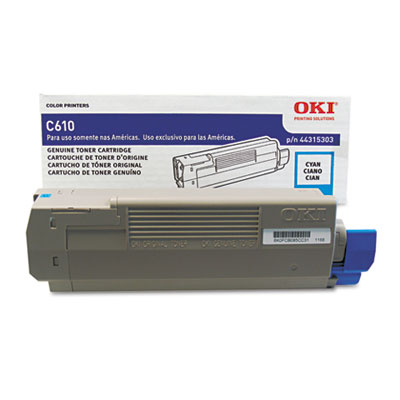 COLOR PRINTERS
OKI
PRINTING SOLUTIONS
C610
Para uso somente nas Américas. Uso exclusivo para las Américas.
p/n 44315303
GENUINE TONER CARTRIDGE
CARTOUCHE DE TONER D'ORIGINE
CARTUCHO DE TÓNER ORIGINAL
CARTUCHO DE TONER GENUÍNO
CYAN
CIANO
CIAN
OKI